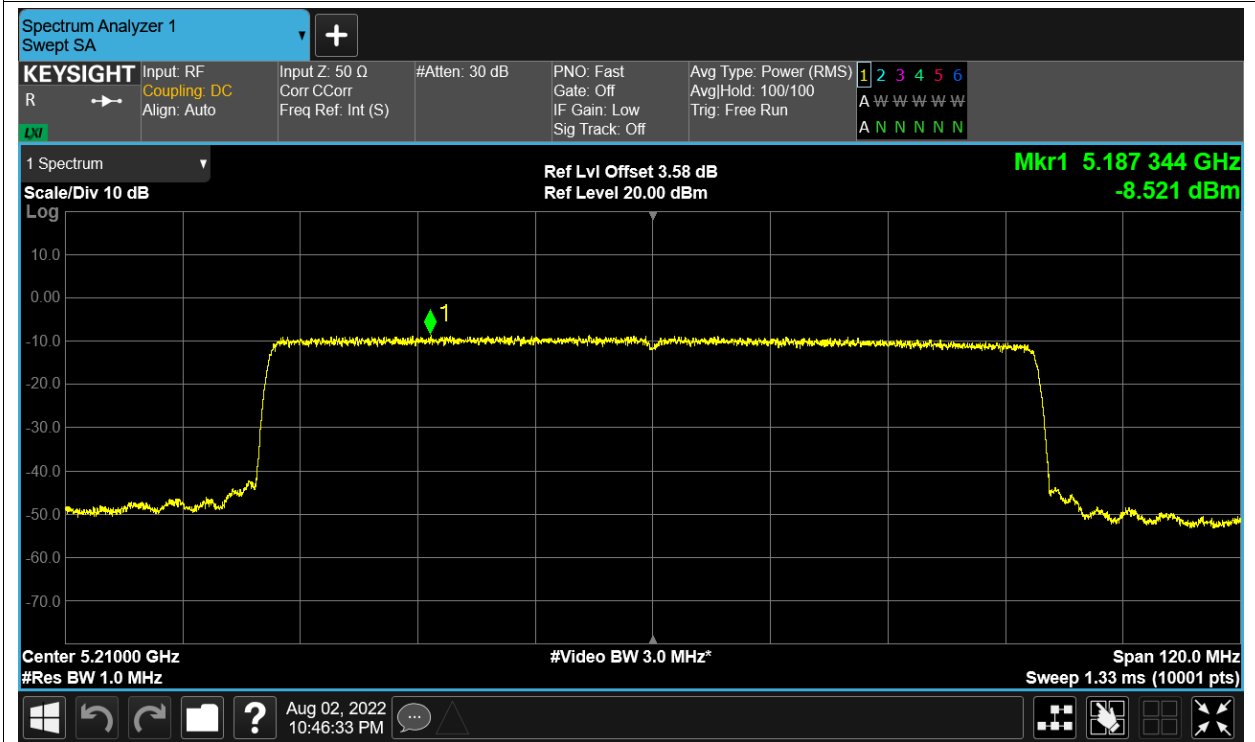 Spectrum Analyzer 1
Swept SA
+
KEYSIGHT
R
LXI
Input: RF
Coupling: DC
Align: Auto
Input Z: 50 Ω
Corr CCorr
Freq Ref: Int (S)
#Atten: 30 dB
PNO: Fast
Gate: Off
IF Gain: Low
Sig Track: Off
Avg Type: Power (RMS)
Avg|Hold: 100/100
Trig: Free Run
1 2 3 4 5 6
A W W W W W
A N N N N N
1 Spectrum
Scale/Div 10 dB
Log
Ref Lvl Offset 3.58 dB
Ref Level 20.00 dBm
Mkr1 5.187 344 GHz
-8.521 dBm
10.0
0.00
-10.0
-20.0
-30.0
-40.0
-50.0
-60.0
-70.0
1
Center 5.21000 GHz
#Res BW 1.0 MHz
#Video BW 3.0 MHz*
Span 120.0 MHz
Sweep 1.33 ms (10001 pts)
?
Aug 02, 2022
10:46:33 PM